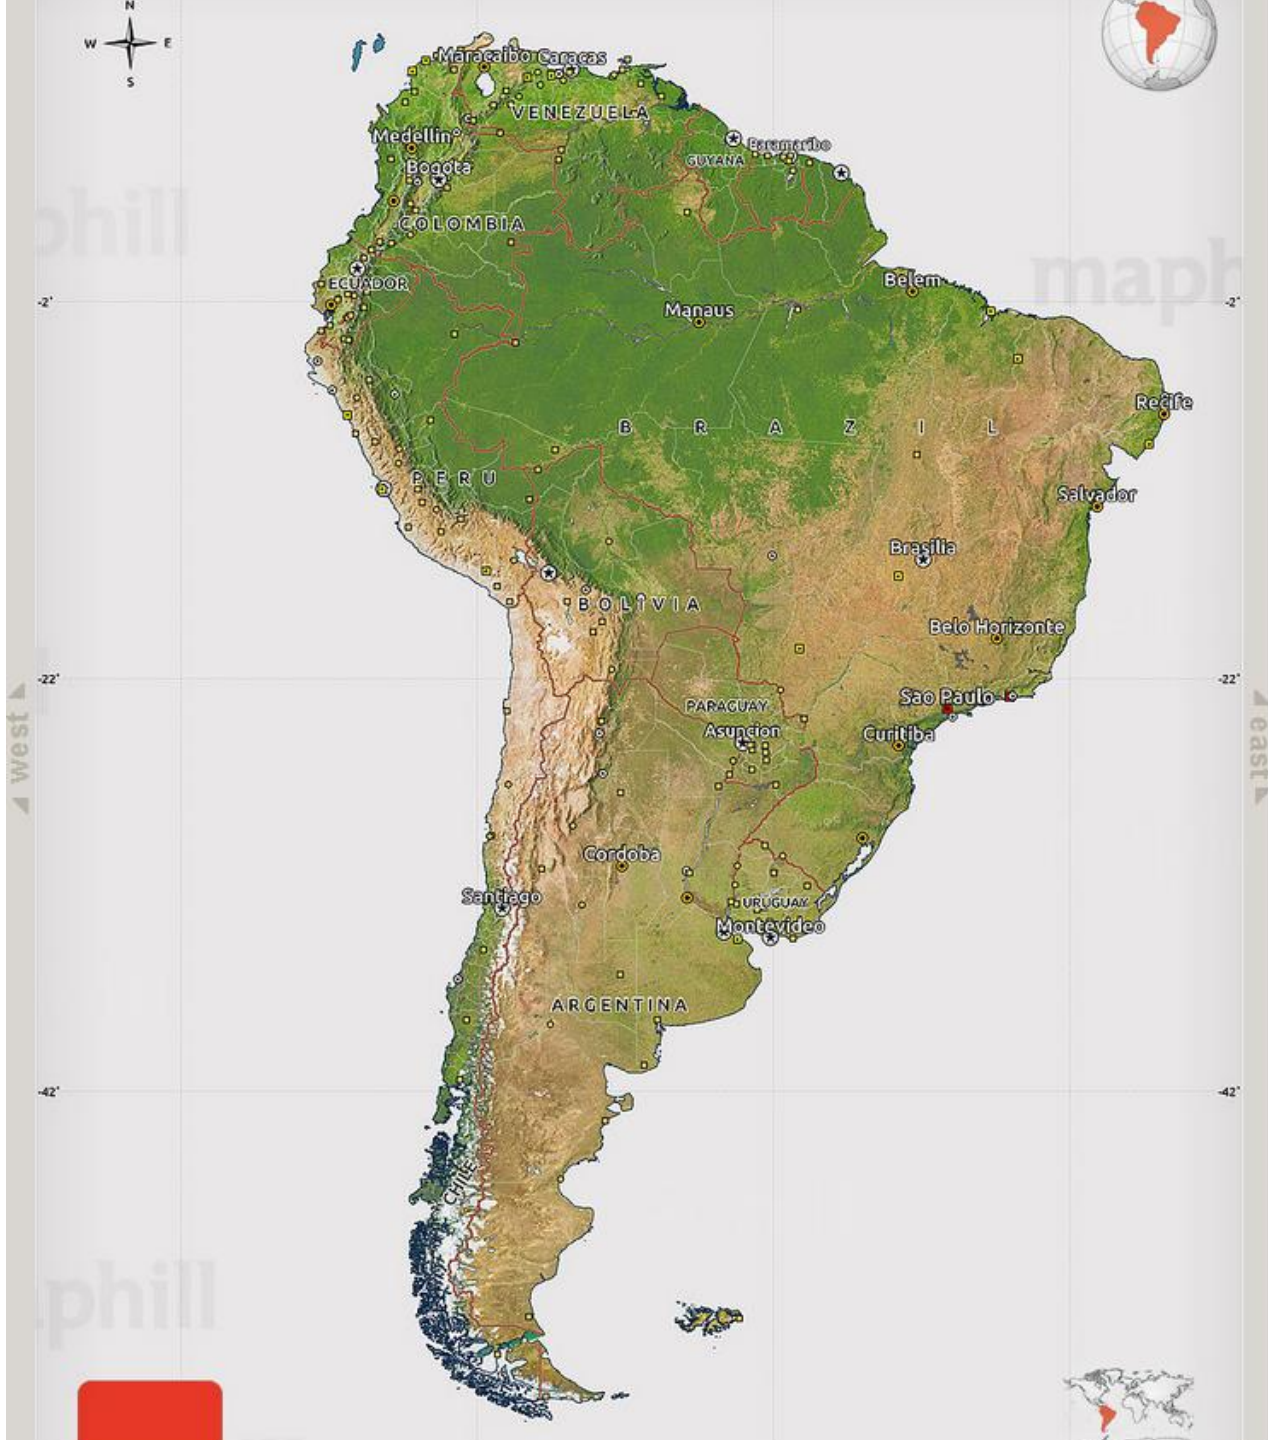 N
W E
S
Maracaibo Caracas
VENEZUELA
Medellin
Paramaribo
GUYANA
Bogota
phill
COLOMBIA
maph
ECUADOR
Belem
-2° -2°
Manaus
Recife
BRAZIL
PERU
Salvador
Brasilia
BOLIVIA
Belo Horizonte
-22° -22°
west
east
Sao Paulo
PARAGUAY
Asuncion
Curitiba
Cordoba
Santiago
URUGUAY
Montevideo
ARGENTINA
-42° -42°
CHILE
phill